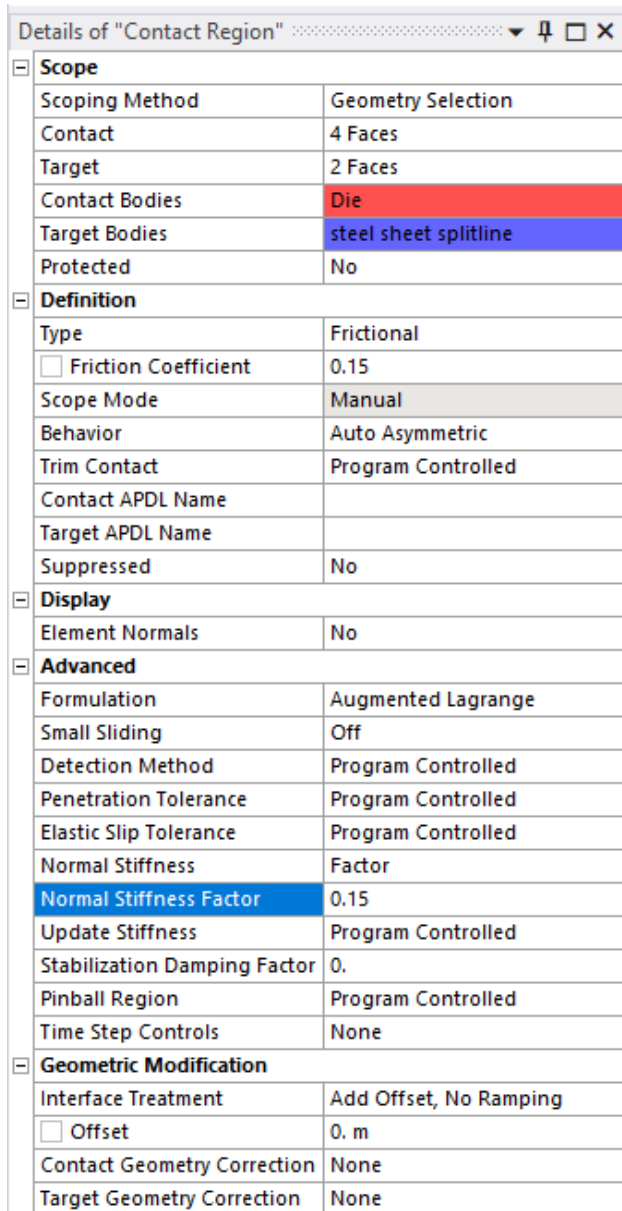 Details of "Contact Region"
Scope
Scoping Method Geometry Selection
Contact 4 Faces
Target 2 Faces
Contact Bodies Die
Target Bodies steel sheet splitline
Protected No
Definition
Type Frictional
Friction Coefficient 0.15
Scope Mode Manual
Behavior Auto Asymmetric
Trim Contact Program Controlled
Contact APDL Name
Target APDL Name
Suppressed No
Display
Element Normals No
Advanced
Formulation Augmented Lagrange
Small Sliding Off
Detection Method Program Controlled
Penetration Tolerance Program Controlled
Elastic Slip Tolerance Program Controlled
Normal Stiffness Factor
Normal Stiffness Factor 0.15
Update Stiffness Program Controlled
Stabilization Damping Factor 0.
Pinball Region Program Controlled
Time Step Controls None
Geometric Modification
Interface Treatment Add Offset, No Ramping
Offset 0. m
Contact Geometry Correction None
Target Geometry Correction None